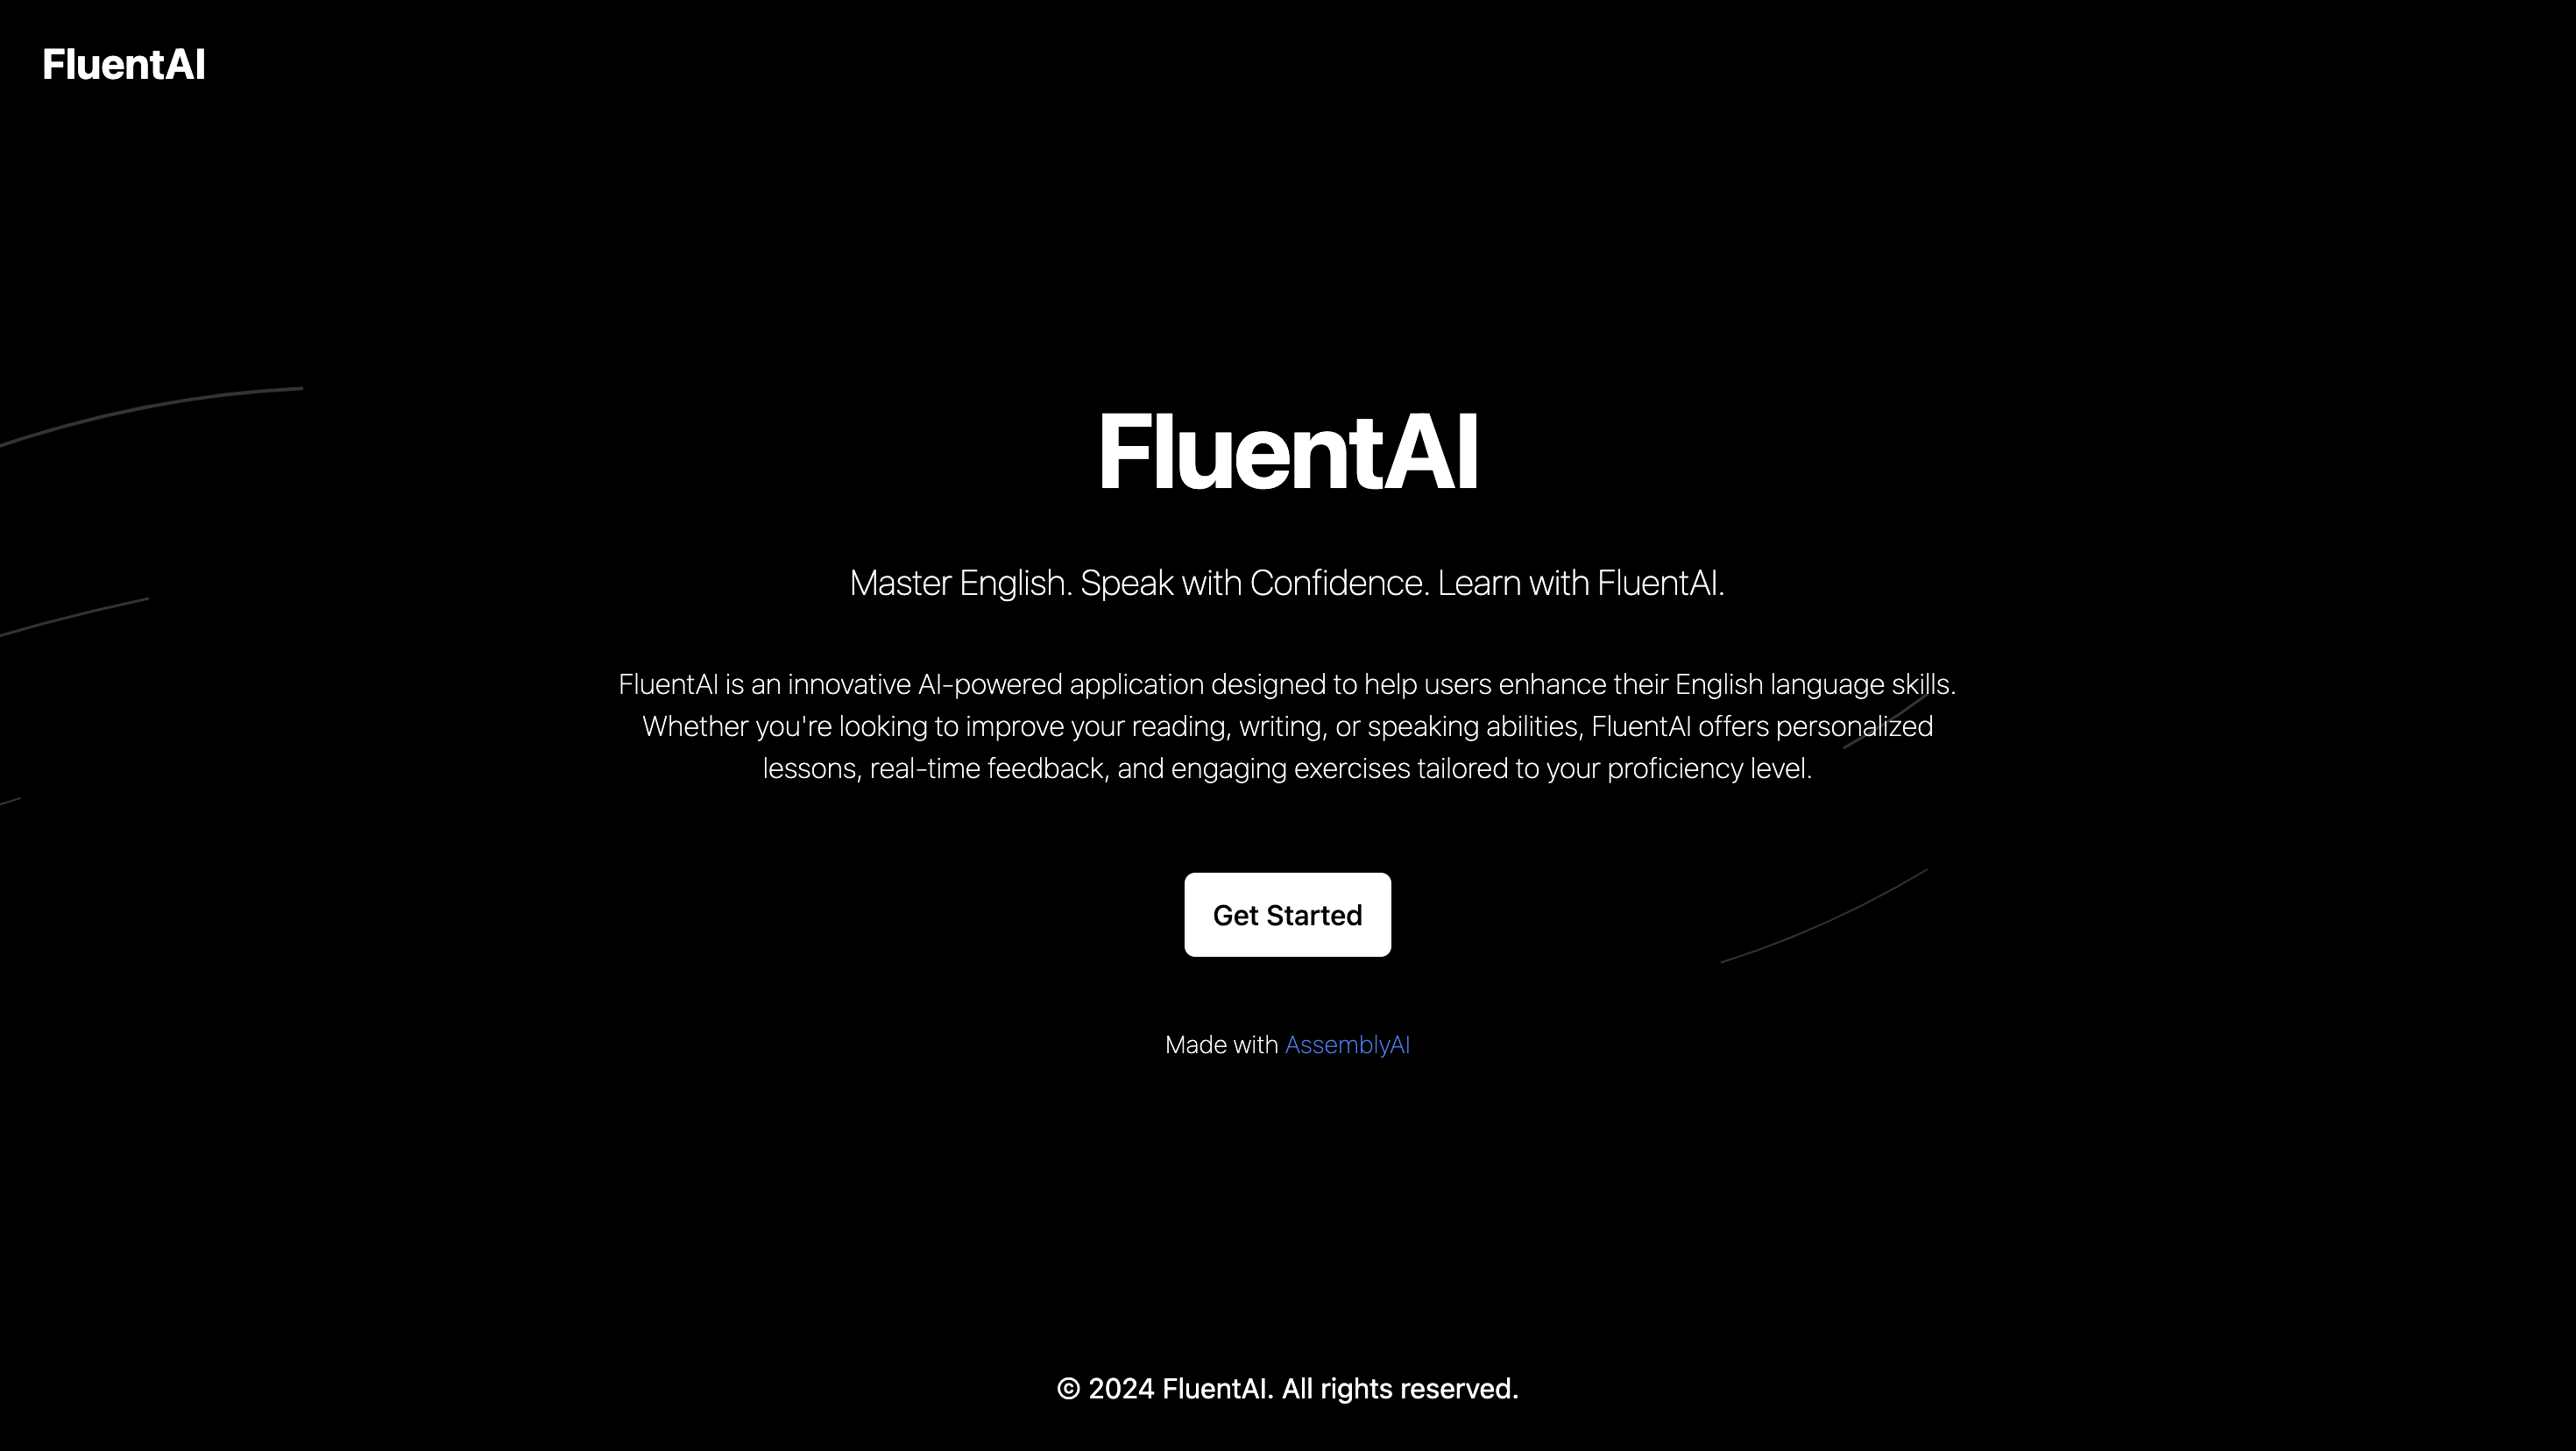 FluentAI
FluentAI
Master English. Speak with Confidence. Learn with FluentAI.
FluentAI is an innovative AI-powered application designed to help users enhance their English language skills.
Whether you're looking to improve your reading, writing, or speaking abilities, FluentAI offers personalized
lessons, real-time feedback, and engaging exercises tailored to your proficiency level.
Get Started
Made with AssemblyAI
© 2024 FluentAI. All rights reserved.